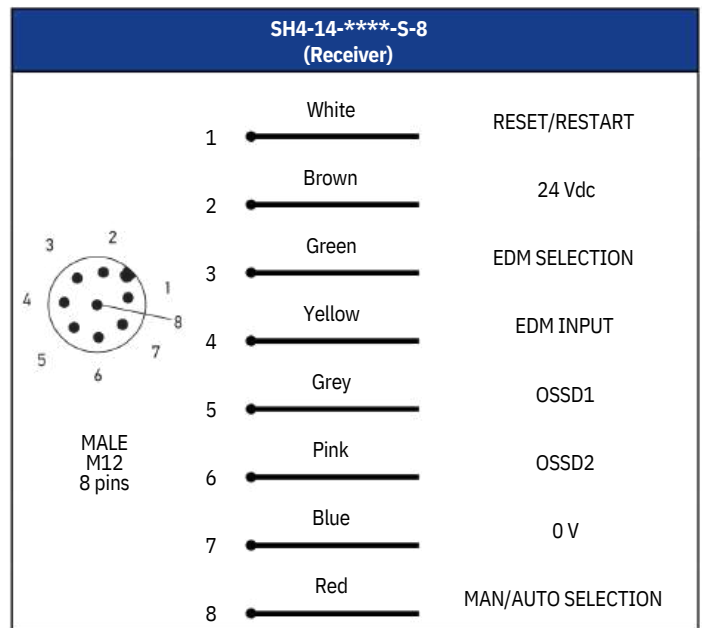 SH4-14-****-S-8
(Receiver)
1 White RESET/RESTART
2 Brown 24 Vdc
3 Green EDM SELECTION
4 Yellow EDM INPUT
5 Grey OSSD1
6 Pink OSSD2
7 Blue 0 V
8 Red MAN/AUTO SELECTION
3 2
1
4
8
7
5
6
MALE
M12
8 pins